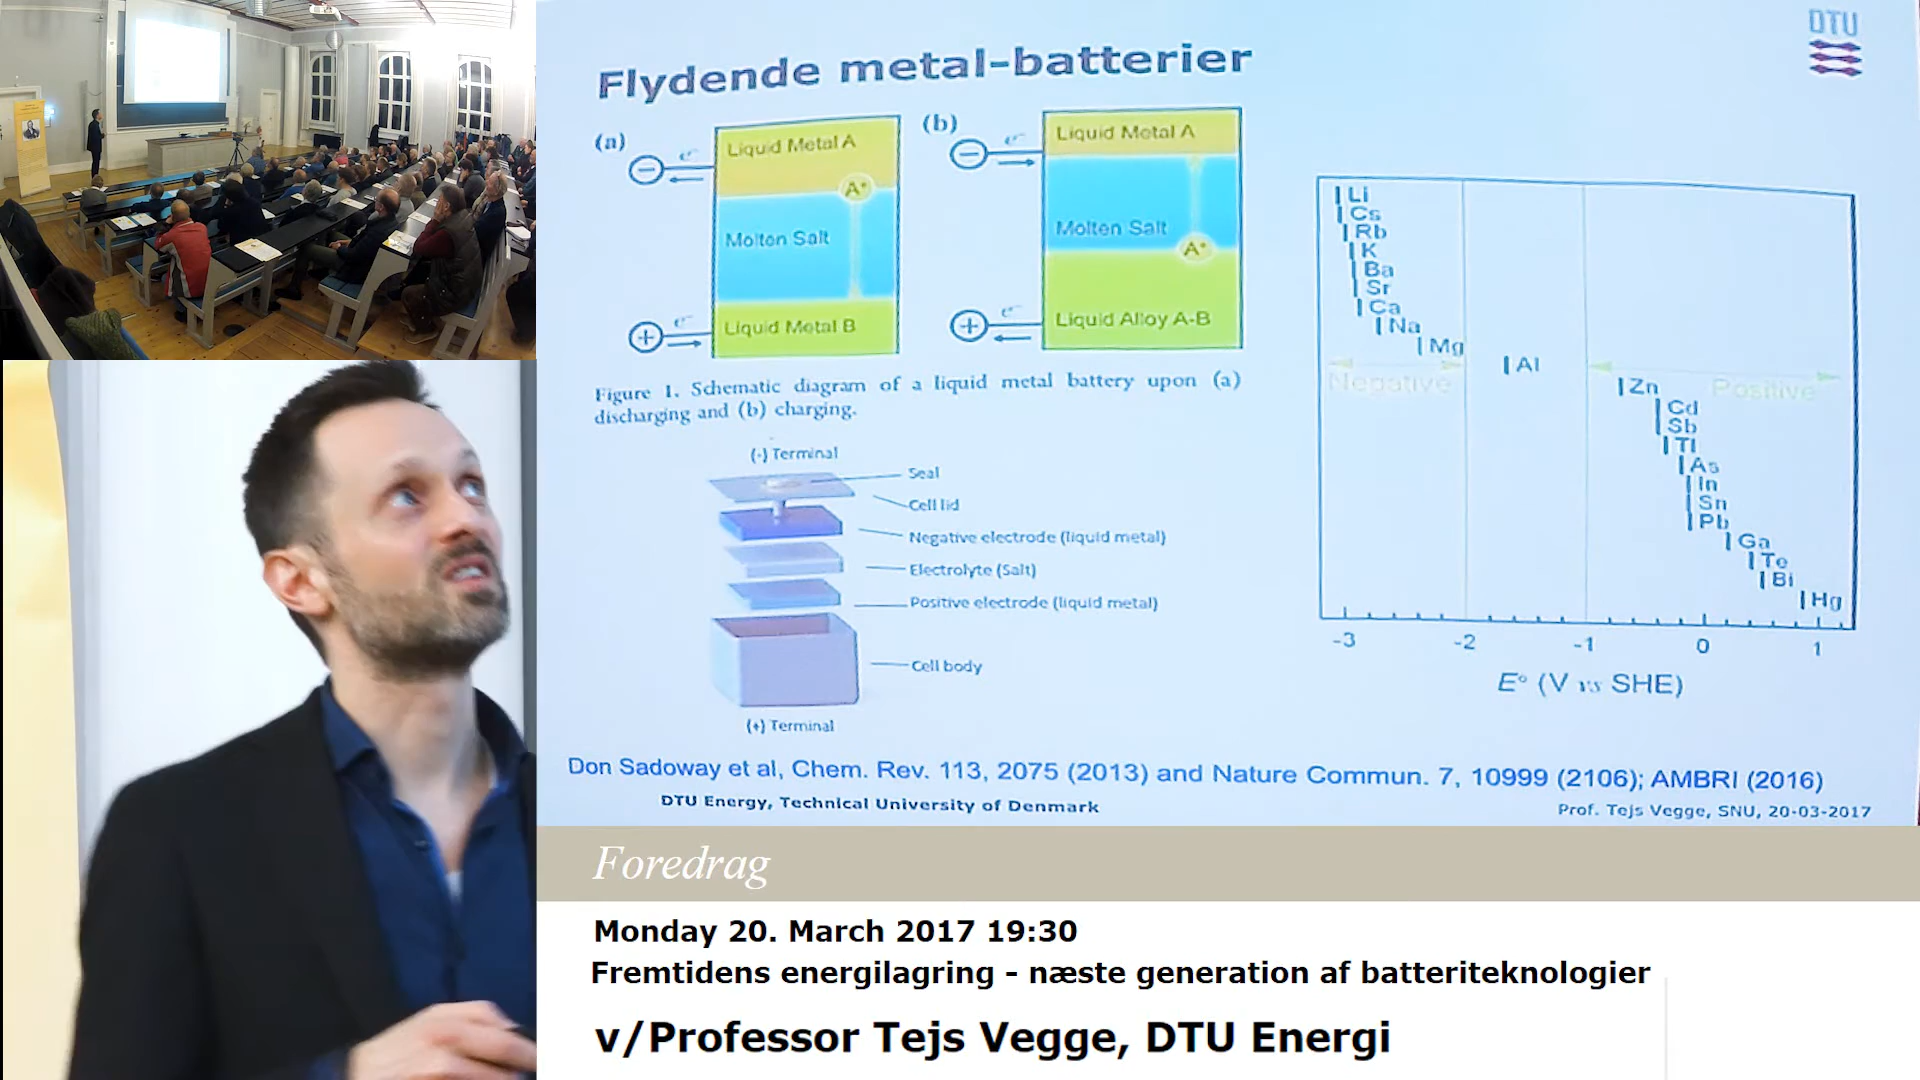 DTU
Flydende metal-batterier
(a)
e⁻
Liquid Metal A
A⁺
Molten Salt
e⁻
Liquid Metal B
(b)
e⁻
Liquid Metal A
Molten Salt
A⁺
e⁻
Liquid Alloy A-B
Figure 1. Schematic diagram of a liquid metal battery upon (a)
discharging and (b) charging.
(-) Terminal
Seal
Cell lid
Negative electrode (liquid metal)
Electrolyte (Salt)
Positive electrode (liquid metal)
Cell body
(+) Terminal
Li
Cs
Rb
K
Ba
Sr
Ca
Na
Mg
Al
Negative
Positive
Zn
Cd
Sb
Tl
As
In
Sn
Pb
Ga
Te
Bi
Hg
-3 -2 -1 0 1
E° (V vs SHE)
Don Sadoway et al, Chem. Rev. 113, 2075 (2013) and Nature Commun. 7, 10999 (2106); AMBRI (2016)
DTU Energy, Technical University of Denmark
Prof. Tejs Vegge, SNU, 20-03-2017
Foredrag
Monday 20. March 2017 19:30
Fremtidens energilagring - næste generation af batteriteknologier
v/Professor Tejs Vegge, DTU Energi